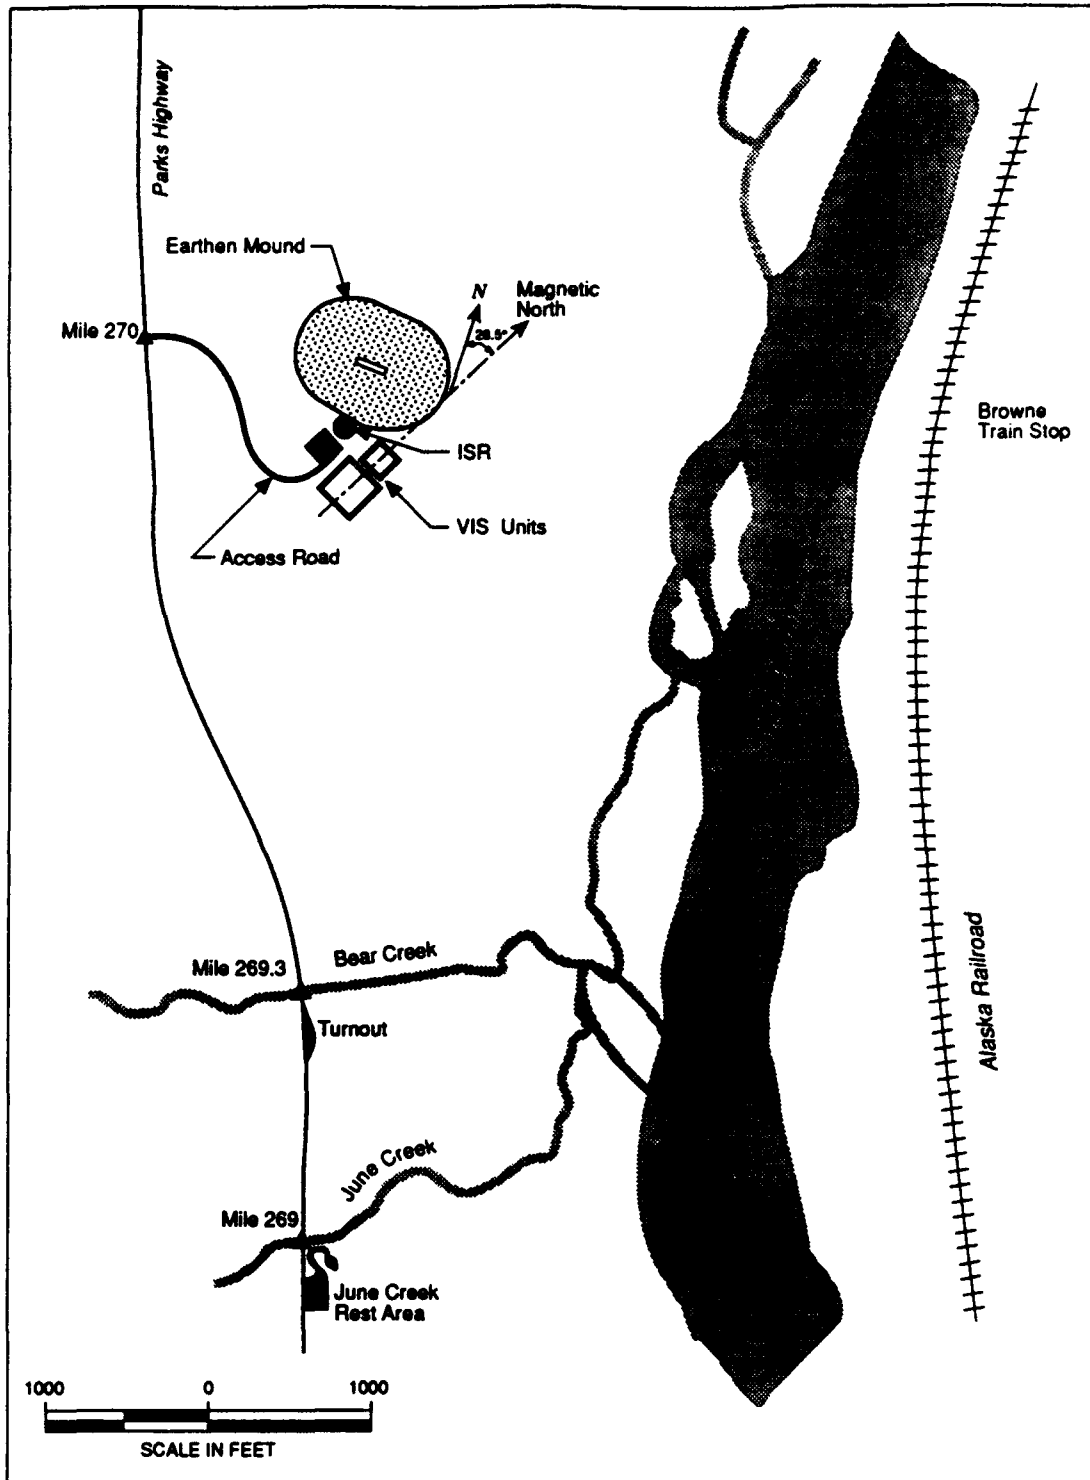 Parks Highway
Earthen Mound
N
Magnetic
North
28.5°
Mile 270
Browne
Train Stop
ISR
VIS Units
Access Road
Bear Creek
Mile 269.3
Turnout
Alaska Railroad
June Creek
Mile 269
June Creek
Rest Area
1000 0 1000
SCALE IN FEET